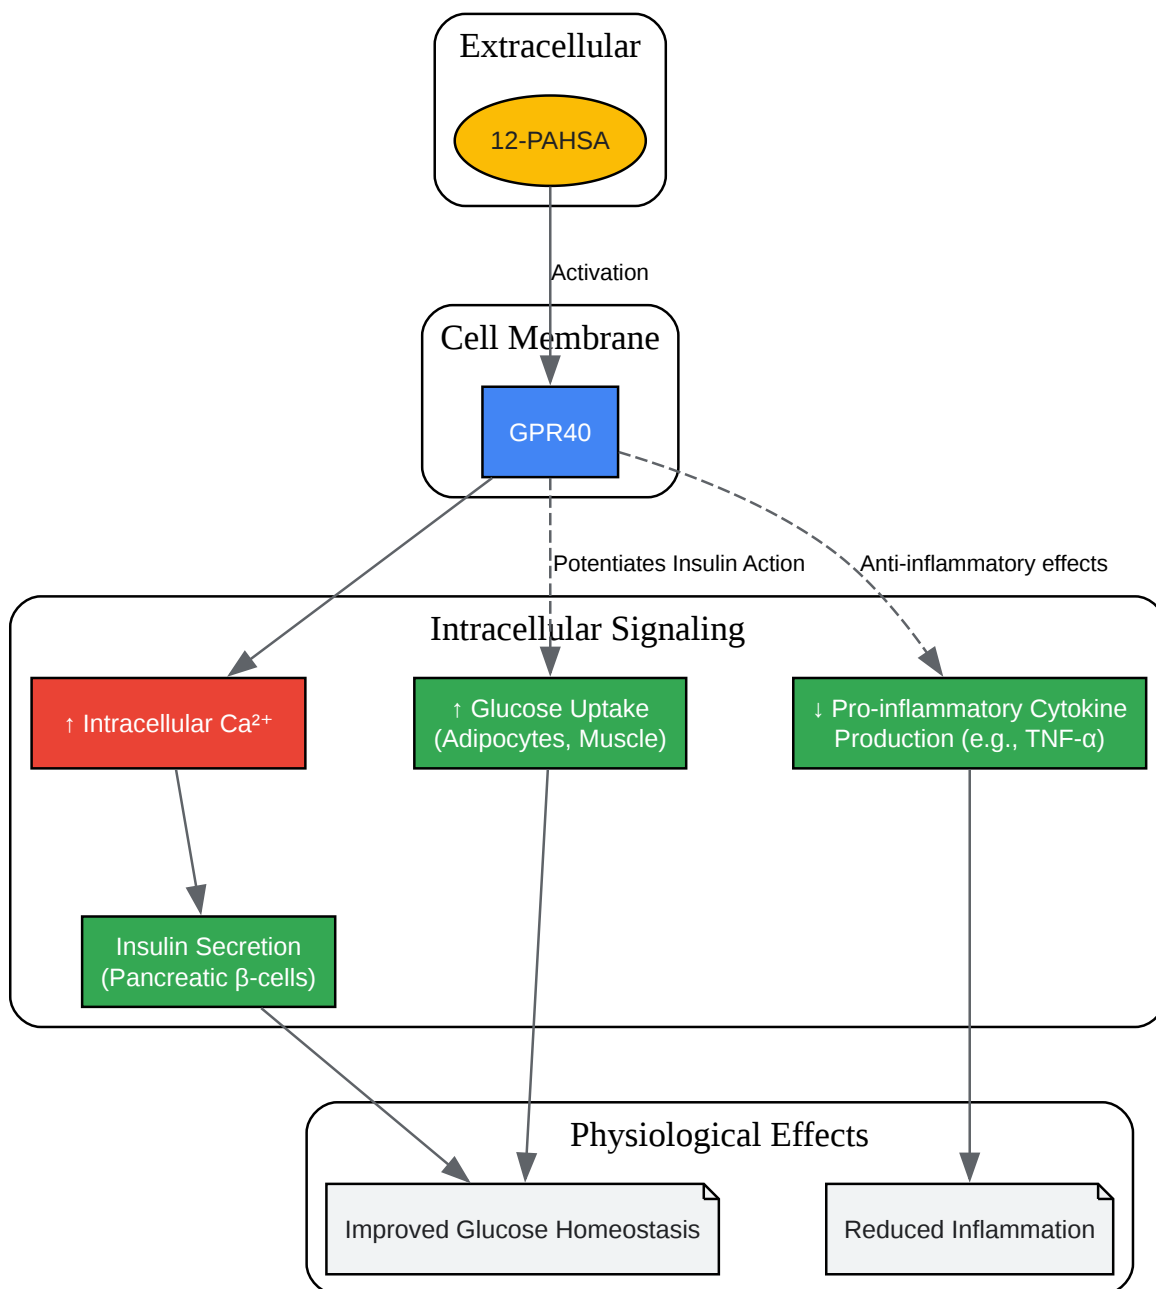 Extracellular
12-PAHSA
Activation
Cell Membrane
GPR40
Potentiates Insulin Action
Anti-inflammatory effects
Intracellular Signaling
↑ Intracellular Ca²⁺
↑ Glucose Uptake
(Adipocytes, Muscle)
↓ Pro-inflammatory Cytokine
Production (e.g., TNF-α)
Insulin Secretion
(Pancreatic β-cells)
Physiological Effects
Improved Glucose Homeostasis
Reduced Inflammation